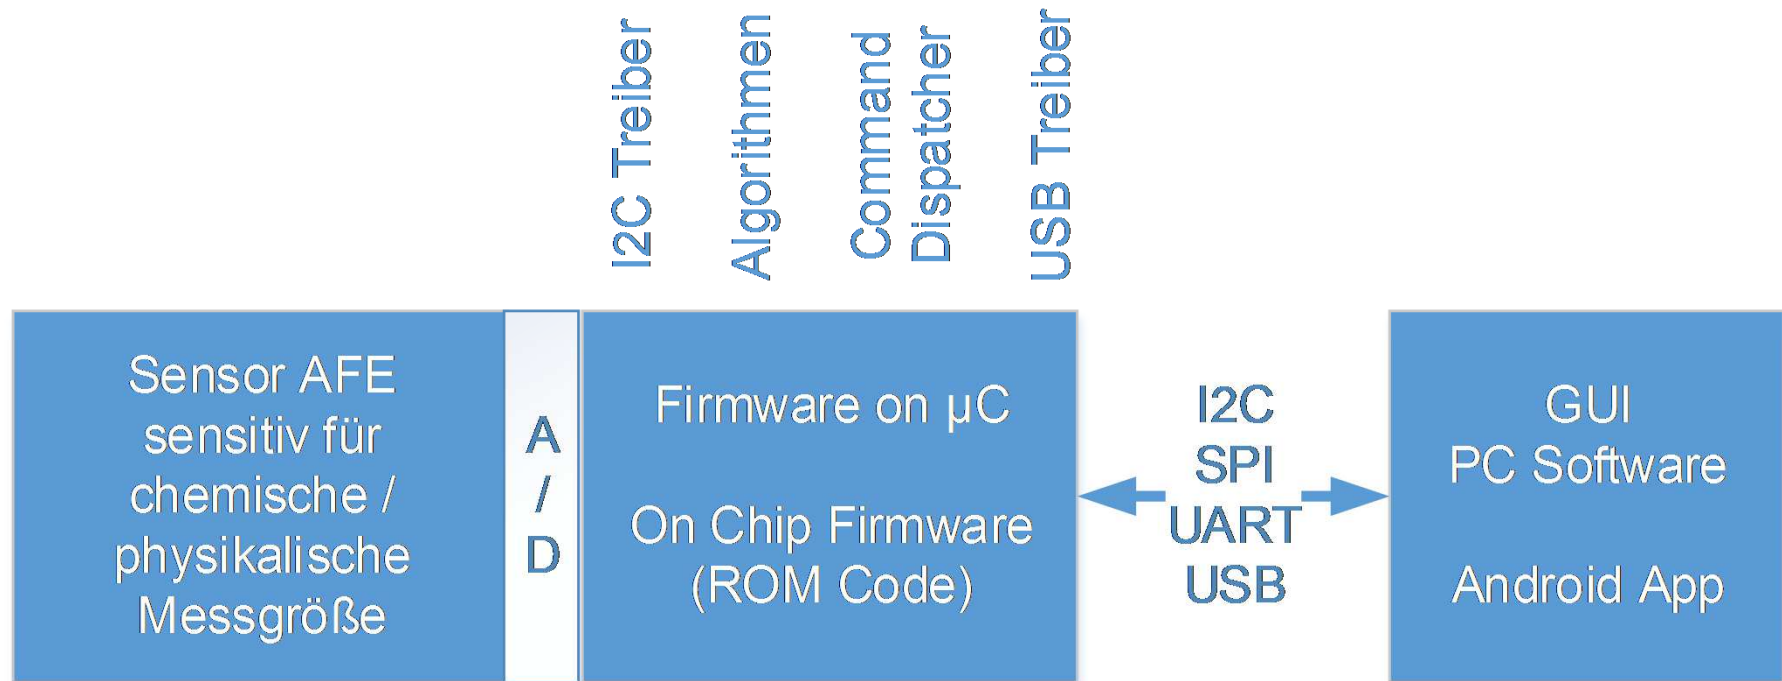 I2C Treiber
Algorithmen
Command
Dispatcher
USB Treiber
Sensor AFE
sensitiv für
chemische /
physikalische
Messgröße
A
/
D
Firmware on µC
On Chip Firmware
(ROM Code)
I2C
SPI
UART
USB
GUI
PC Software
Android App